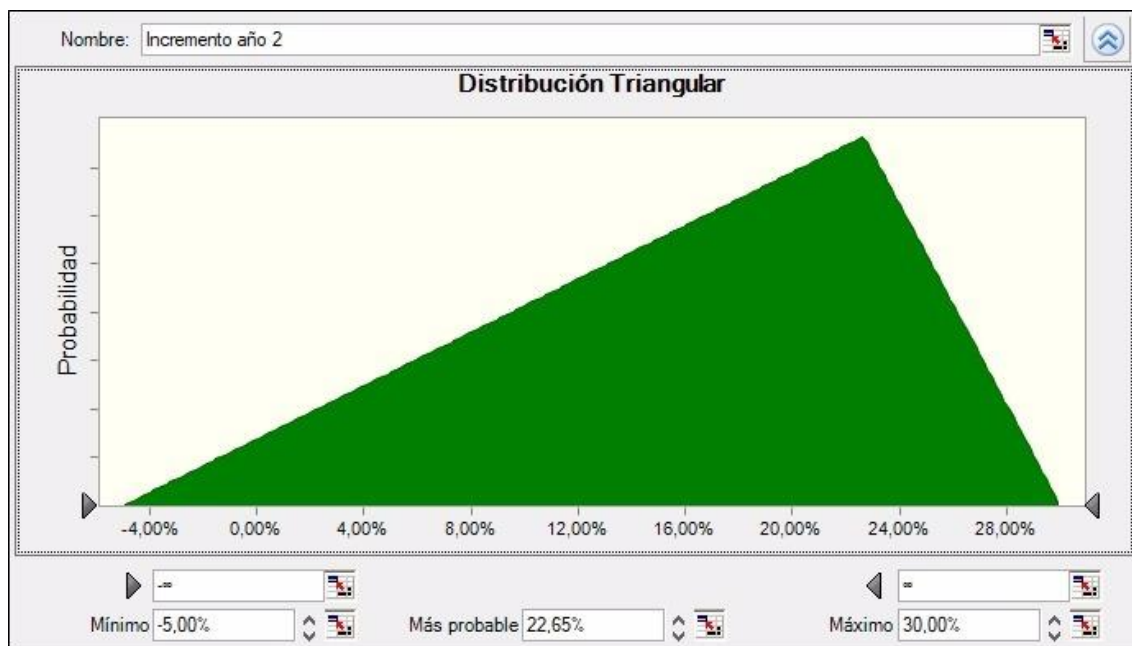 Nombre: Incremento año 2
Distribución Triangular
Probabilidad
-4,00% 0,00% 4,00% 8,00% 12,00% 16,00% 20,00% 24,00% 28,00%
-∞ ∞
Mínimo -5,00% Más probable 22,65% Máximo 30,00%